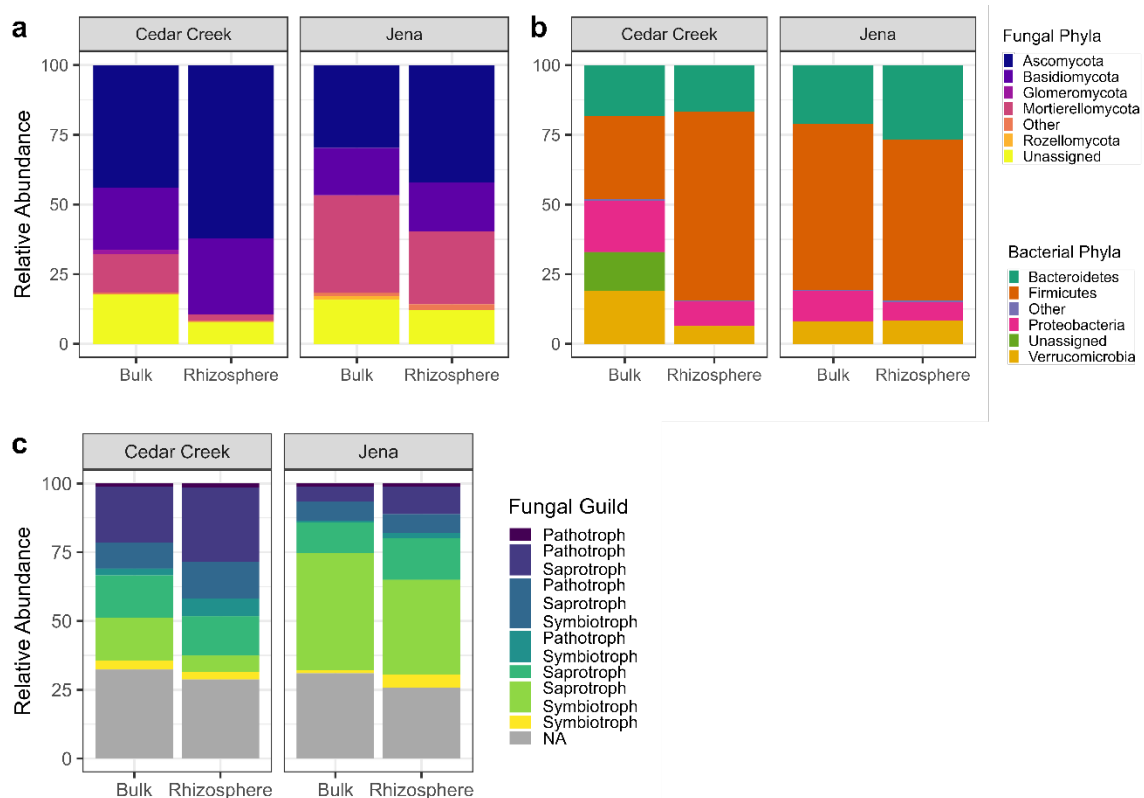 a
Cedar Creek
Jena
Relative Abundance
100
75
50
25
0
Bulk
Rhizosphere
Bulk
Rhizosphere
b
Cedar Creek
Jena
100
75
50
25
0
Bulk
Rhizosphere
Bulk
Rhizosphere
Fungal Phyla
Ascomycota
Basidiomycota
Glomeromycota
Mortierellomycota
Other
Rozellomycota
Unassigned
Bacterial Phyla
Bacteroidetes
Firmicutes
Other
Proteobacteria
Unassigned
Verrucomicrobia
c
Cedar Creek
Jena
Relative Abundance
100
75
50
25
0
Bulk
Rhizosphere
Bulk
Rhizosphere
Fungal Guild
Pathotroph
Pathotroph
Saprotroph
Pathotroph
Saprotroph
Symbiotroph
Pathotroph
Symbiotroph
Saprotroph
Saprotroph
Symbiotroph
Symbiotroph
NA